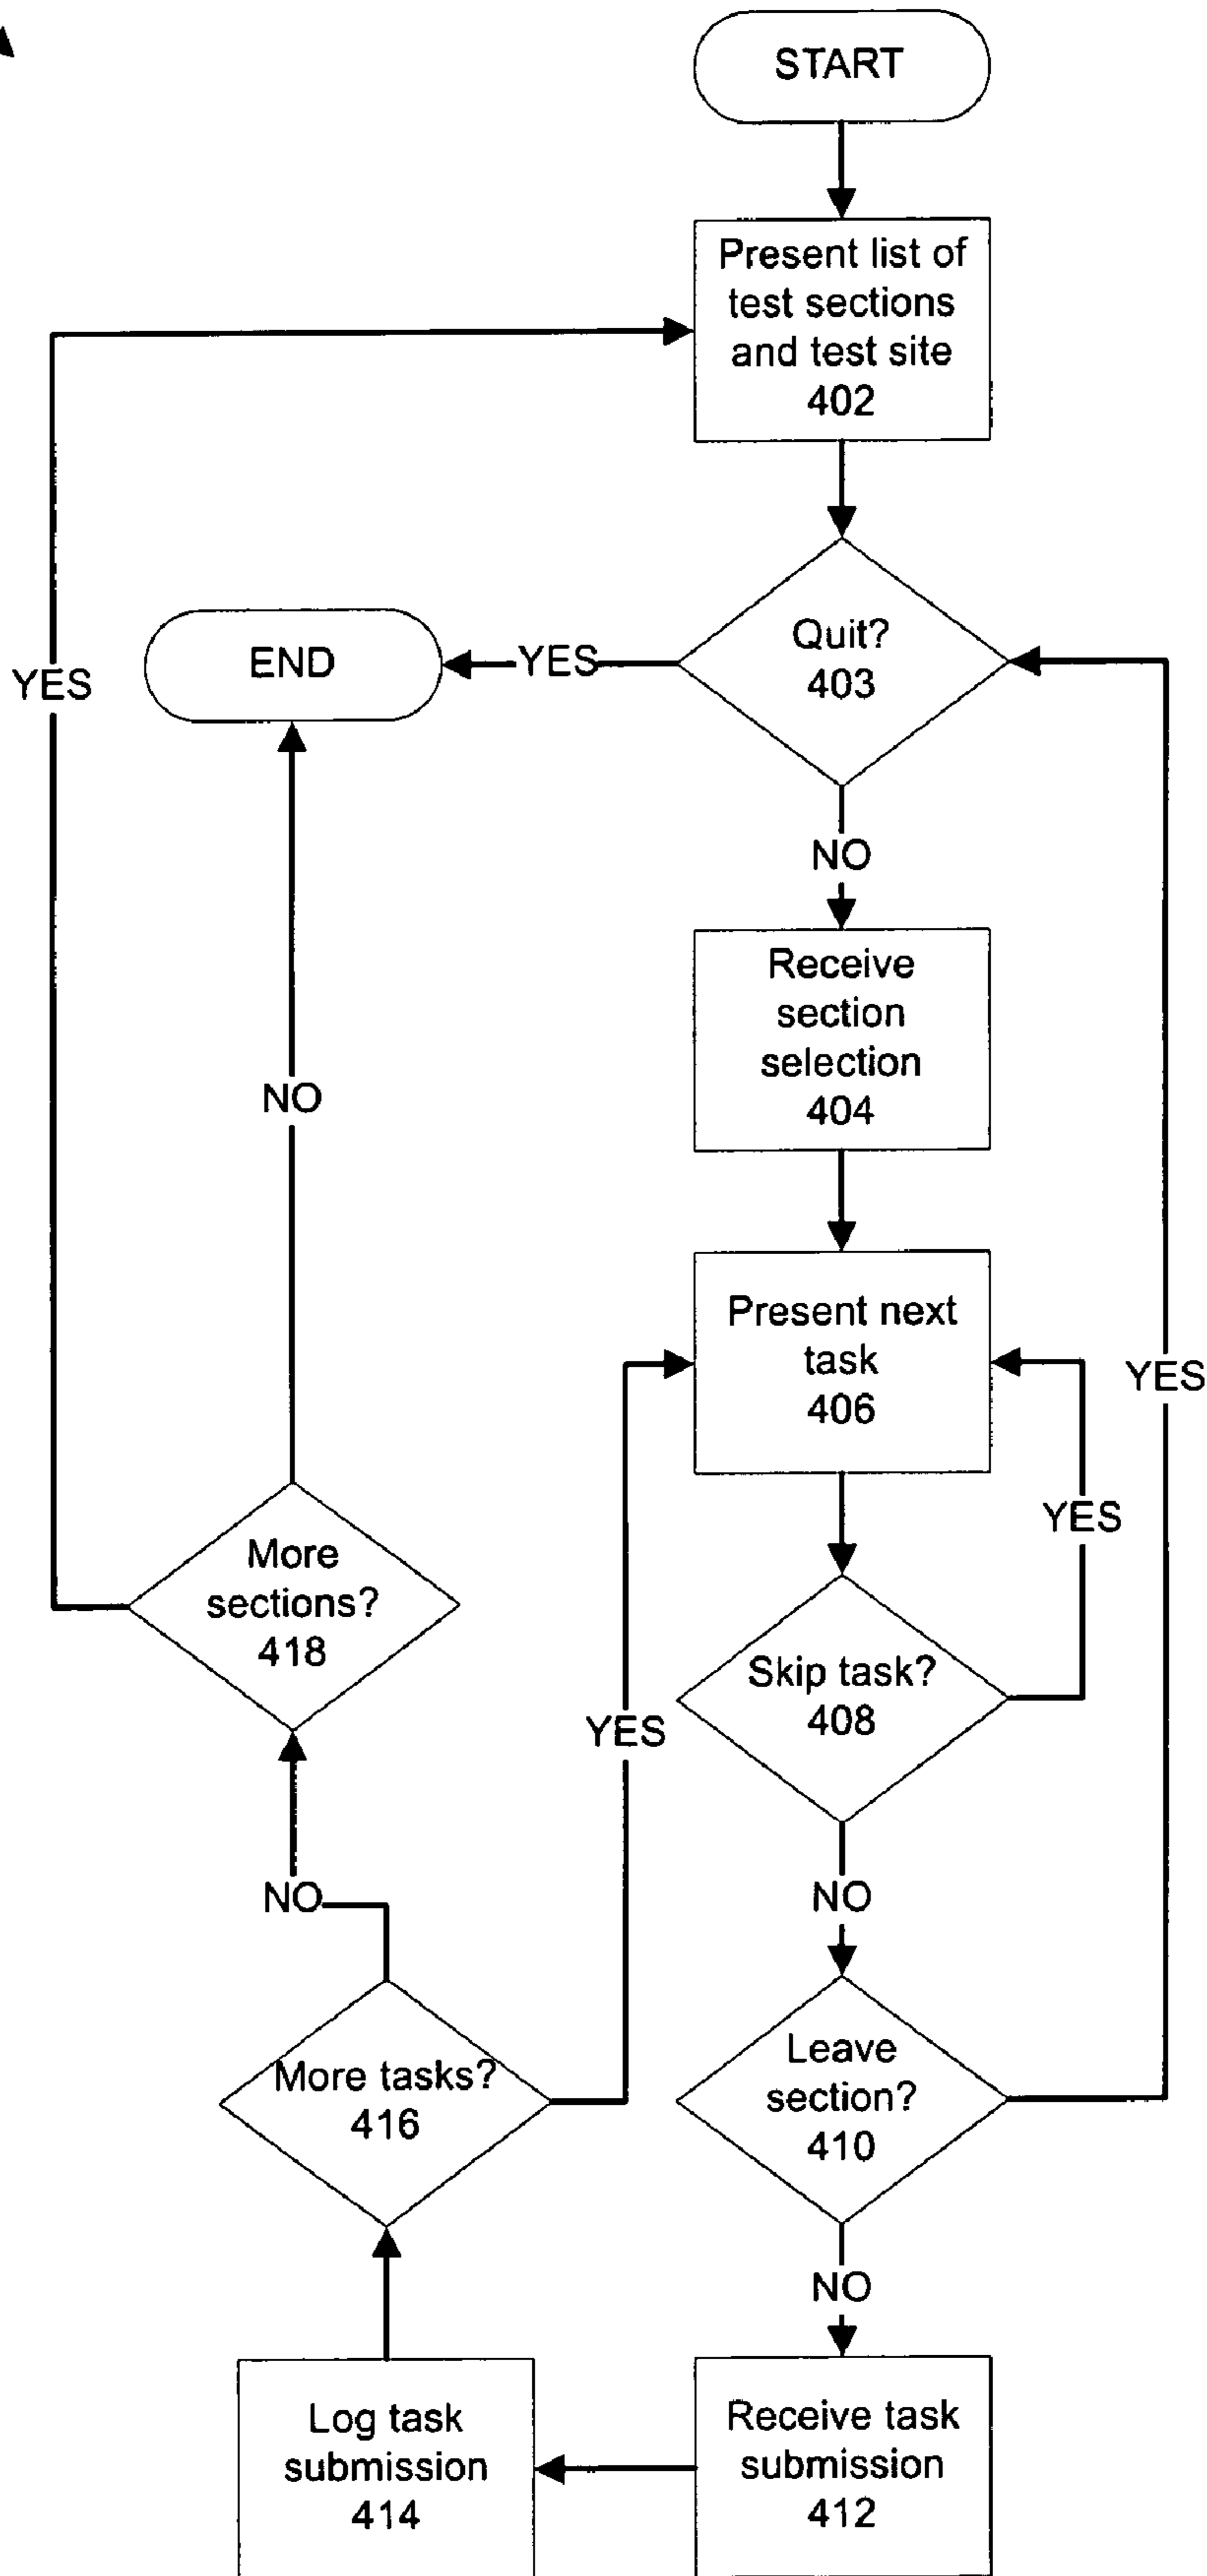 START
Present list of
test sections
and test site
402
Quit?
403
YES
END
YES
NO
Receive
section
selection
404
NO
Present next
task
406
YES
YES
More
sections?
418
Skip task?
408
YES
NO
NO
Leave
section?
410
More tasks?
416
NO
Log task
submission
414
Receive task
submission
412